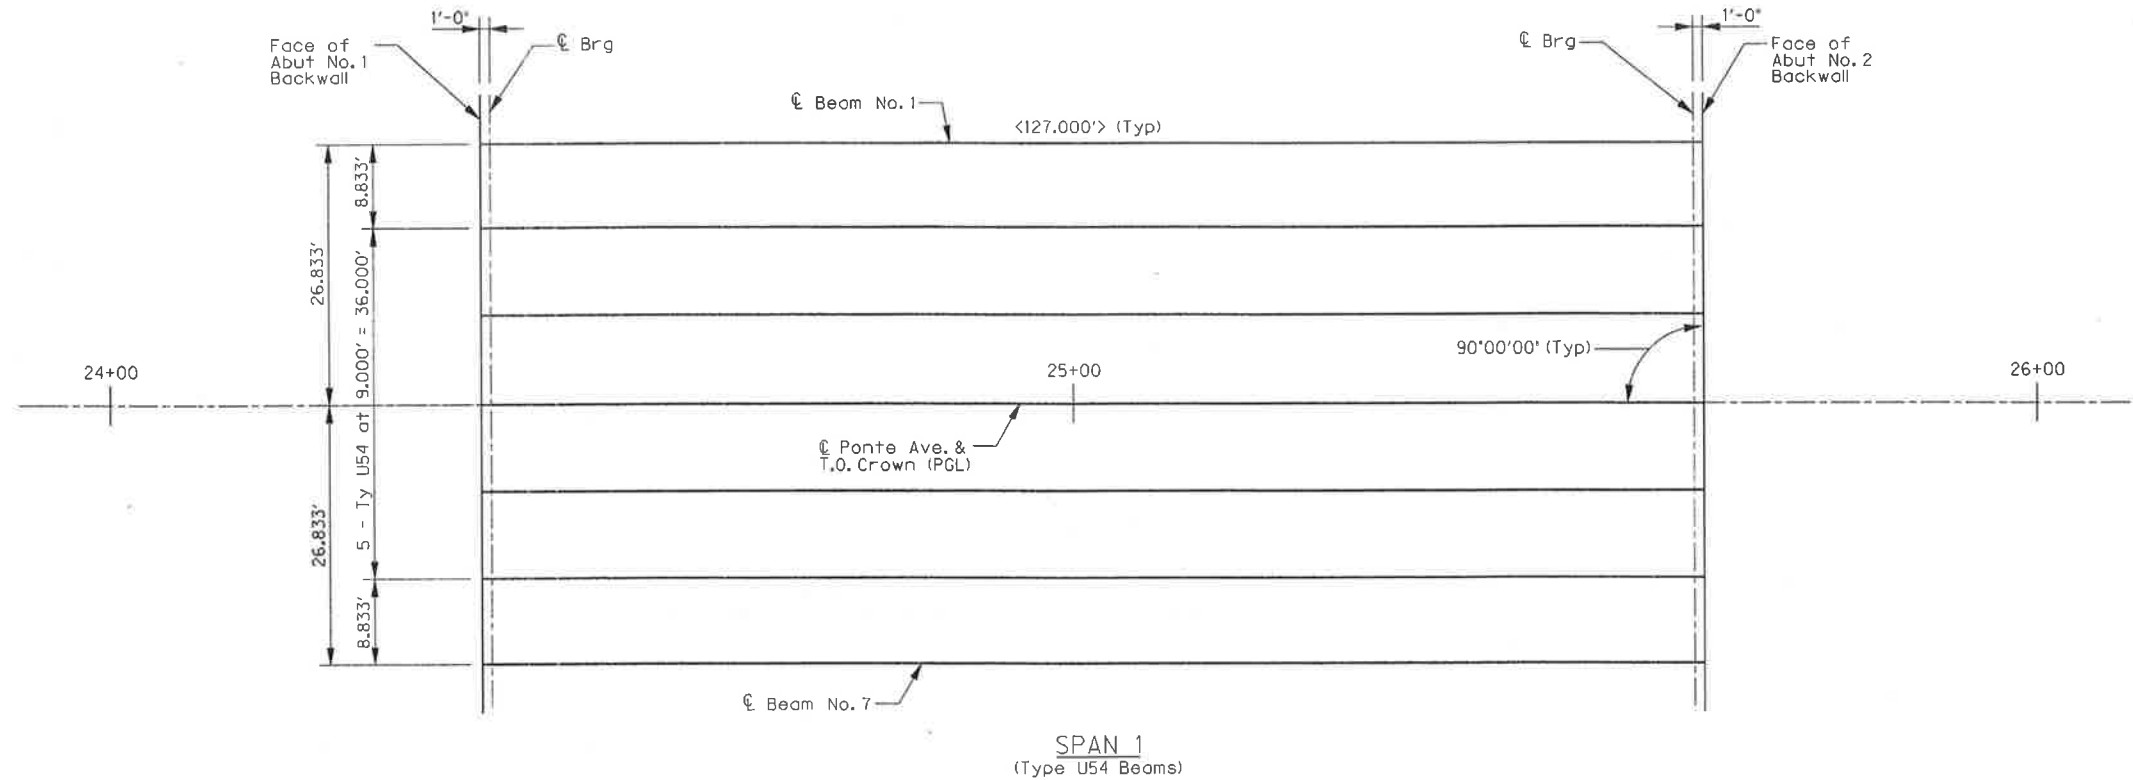 1'-0"
1'-0"
Face of
Abut No. 1
Backwall
℄ Brg
℄ Brg
Face of
Abut No. 2
Backwall
℄ Beam No. 1
<127.000'> (Typ)
8.833'
26.833'
5 - Ty U54 at 9.000' = 36.000'
90°00'00" (Typ)
24+00
25+00
26+00
℄ Ponte Ave. &
T.O. Crown (PGL)
26.833'
8.833'
℄ Beam No. 7
SPAN 1
(Type U54 Beams)